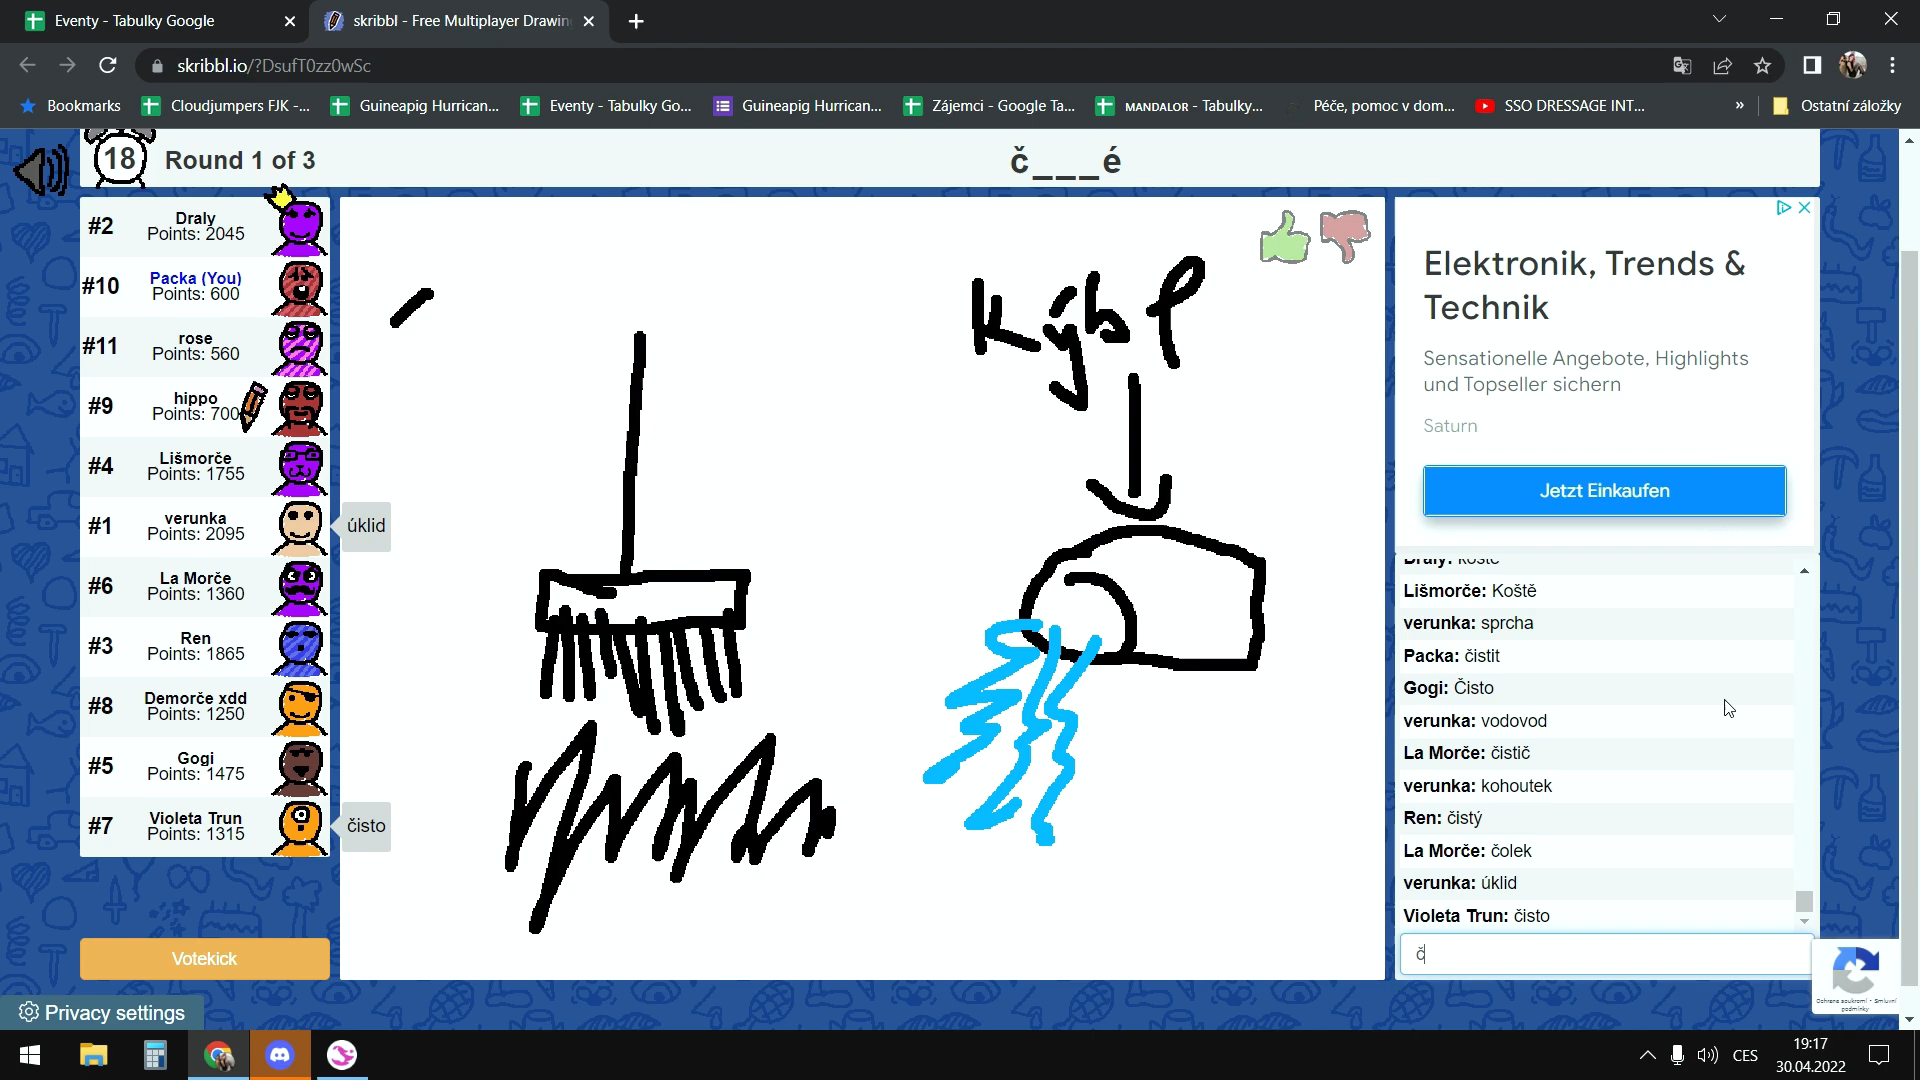 Eventy - Tabulky Google
skribbl - Free Multiplayer Drawin
skribbl.io/?DsufT0zz0wSc
Bookmarks
Cloudjumpers FJK -...
Guineapig Hurrican...
Eventy - Tabulky Go...
Guineapig Hurrican...
Zájemci - Google Ta...
MANDALOR - Tabulky...
Péče, pomoc v dom...
SSO DRESSAGE INT...
»
Ostatní záložky
18
Round 1 of 3
č___é
#2
Draly
Points: 2045
#10
Packa (You)
Points: 600
#11
rose
Points: 560
#9
hippo
Points: 700
#4
Lišmorče
Points: 1755
#1
verunka
Points: 2095
úklid
#6
La Morče
Points: 1360
#3
Ren
Points: 1865
#8
Demorče xdd
Points: 1250
#5
Gogi
Points: 1475
#7
Violeta Trun
Points: 1315
čisto
Votekick
Privacy settings
Kýbl
Elektronik, Trends &
Technik
Sensationelle Angebote, Highlights
und Topseller sichern
Saturn
Jetzt Einkaufen
Lišmorče: Koště
verunka: sprcha
Packa: čistit
Gogi: Čisto
verunka: vodovod
La Morče: čistič
verunka: kohoutek
Ren: čistý
La Morče: čolek
verunka: úklid
Violeta Trun: čisto
č
Ochrana soukromí - Smluvní
podmínky
CES
19:17
30.04.2022